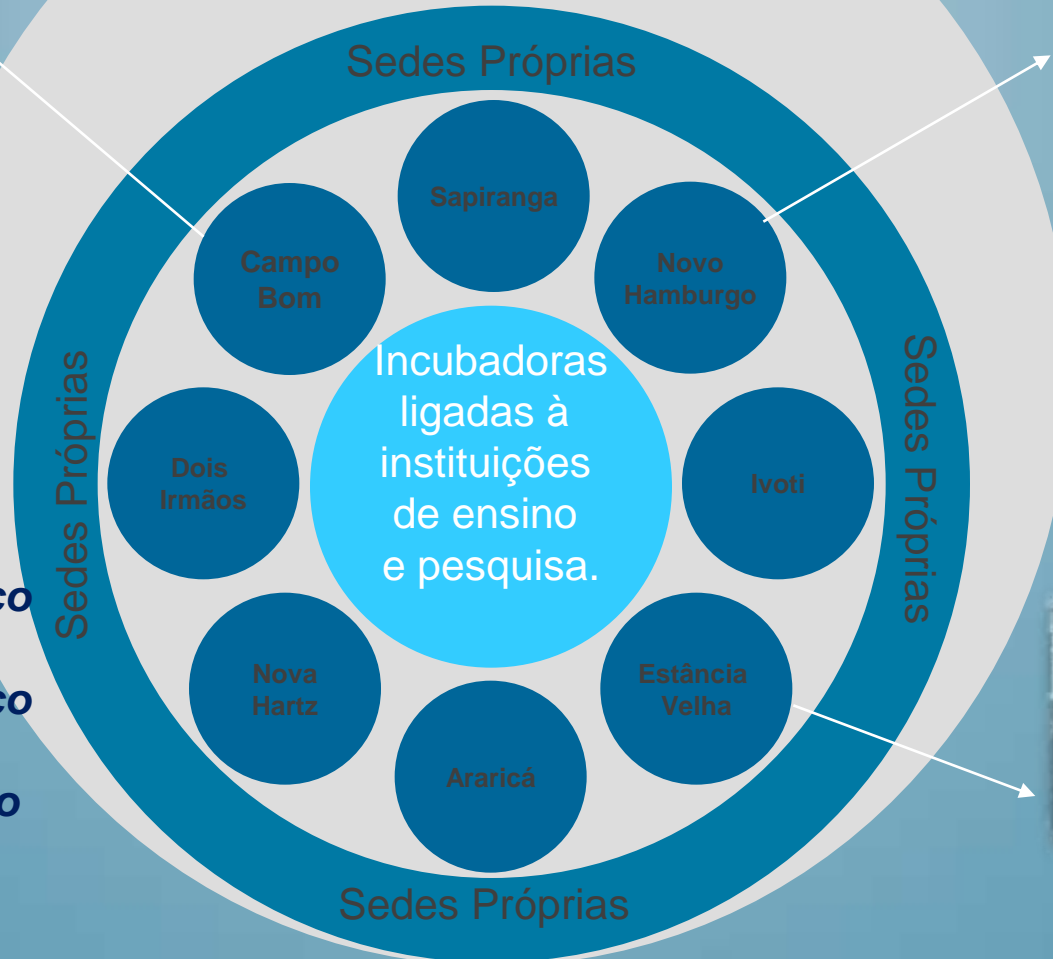 Sedes Próprias
Sapiranga
Campo
Bom
Novo
Hamburgo
Sedes Próprias
Incubadoras
ligadas à
instituições
de ensino
e pesquisa.
Sedes Próprias
Dois
Irmãos
Ivoti
Nova
Hartz
Estância
Velha
Araricá
Sedes Próprias